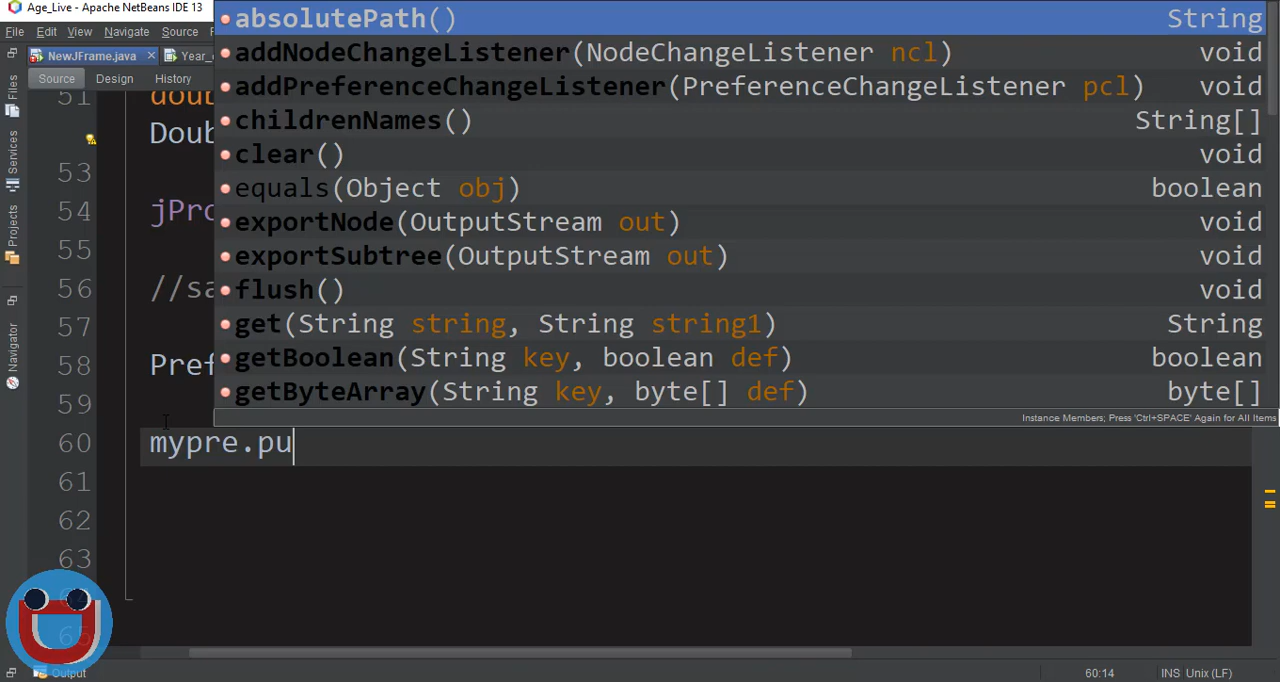 Age_Live - Apache NetBeans IDE 13
File Edit View Navigate Source
NewJFrame.java Year_
Source Design History
Files
Services
Projects
Navigator
absolutePath() String
addNodeChangeListener(NodeChangeListener ncl) void
addPreferenceChangeListener(PreferenceChangeListener pcl) void
childrenNames() String[]
clear() void
equals(Object obj) boolean
exportNode(OutputStream out) void
exportSubtree(OutputStream out) void
flush() void
get(String string, String string1) String
getBoolean(String key, boolean def) boolean
getByteArray(String key, byte[] def) byte[]
Instance Members; Press 'Ctrl+SPACE' Again for All Items
51 doub
Doub
53
54 jPro
55
56 //sa
57
58 Pref
59
60 mypre.pu
61
62
63
Output
60:14 INS Unix (LF)